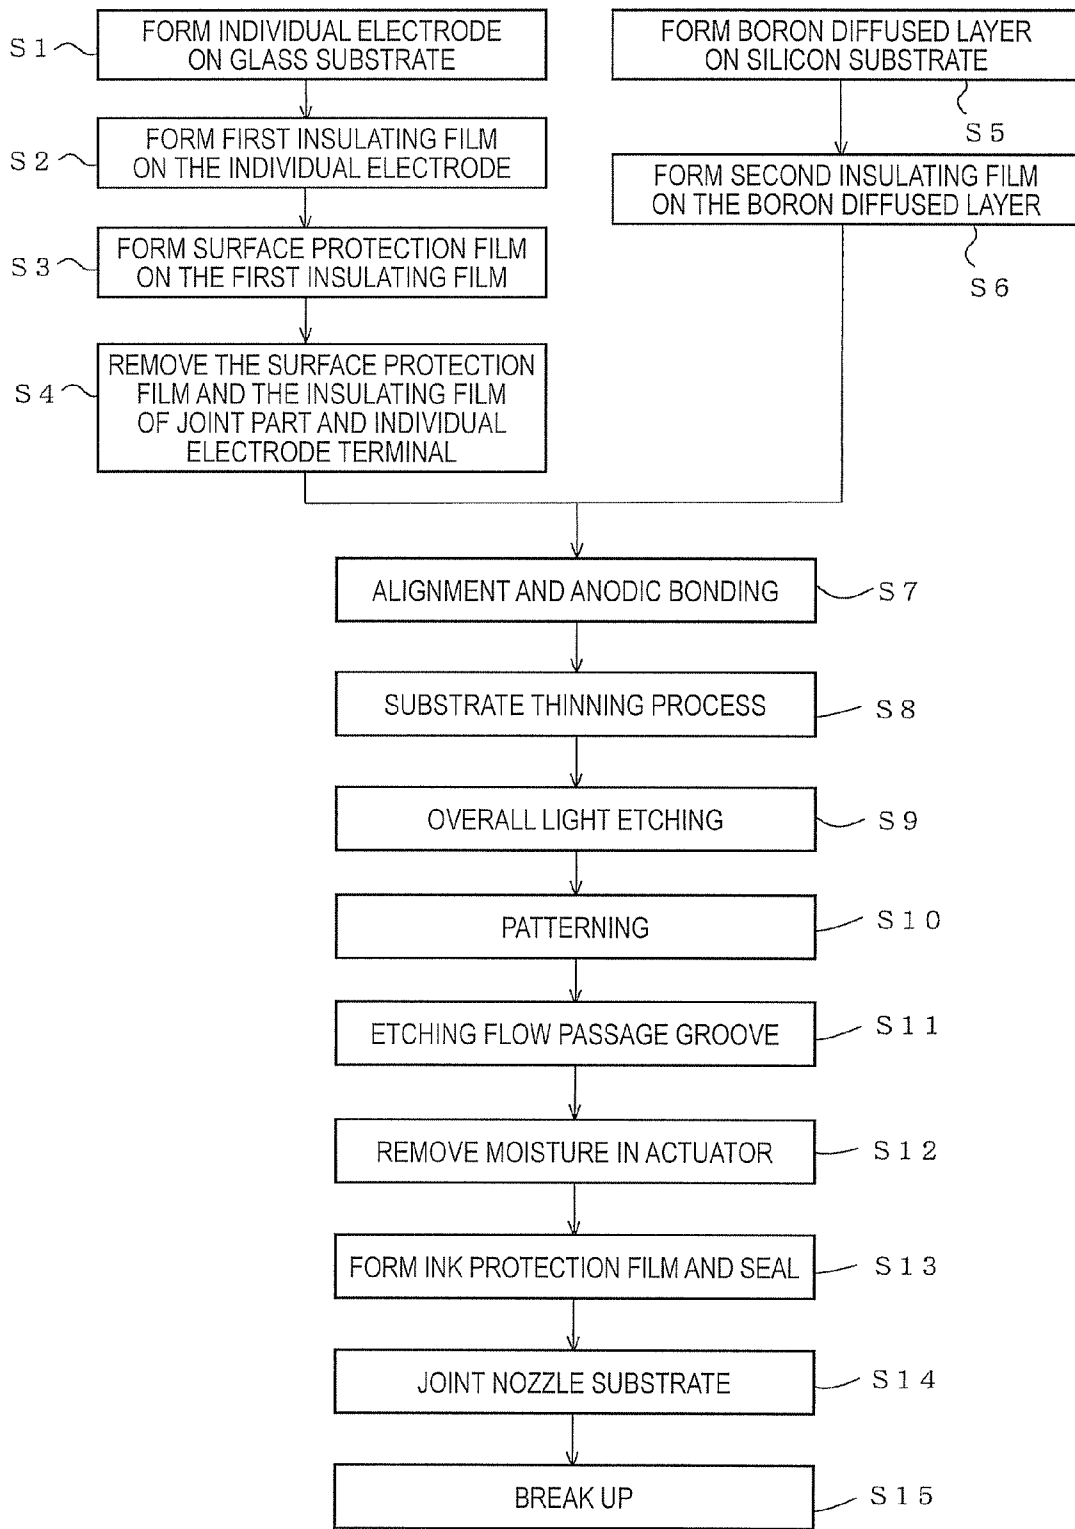 S1
FORM INDIVIDUAL ELECTRODE
ON GLASS SUBSTRATE
S2
FORM FIRST INSULATING FILM
ON THE INDIVIDUAL ELECTRODE
S3
FORM SURFACE PROTECTION FILM
ON THE FIRST INSULATING FILM
S4
REMOVE THE SURFACE PROTECTION
FILM AND THE INSULATING FILM
OF JOINT PART AND INDIVIDUAL
ELECTRODE TERMINAL
FORM BORON DIFFUSED LAYER
ON SILICON SUBSTRATE
S5
FORM SECOND INSULATING FILM
ON THE BORON DIFFUSED LAYER
S6
ALIGNMENT AND ANODIC BONDING
S7
SUBSTRATE THINNING PROCESS
S8
OVERALL LIGHT ETCHING
S9
PATTERNING
S10
ETCHING FLOW PASSAGE GROOVE
S11
REMOVE MOISTURE IN ACTUATOR
S12
FORM INK PROTECTION FILM AND SEAL
S13
JOINT NOZZLE SUBSTRATE
S14
BREAK UP
S15